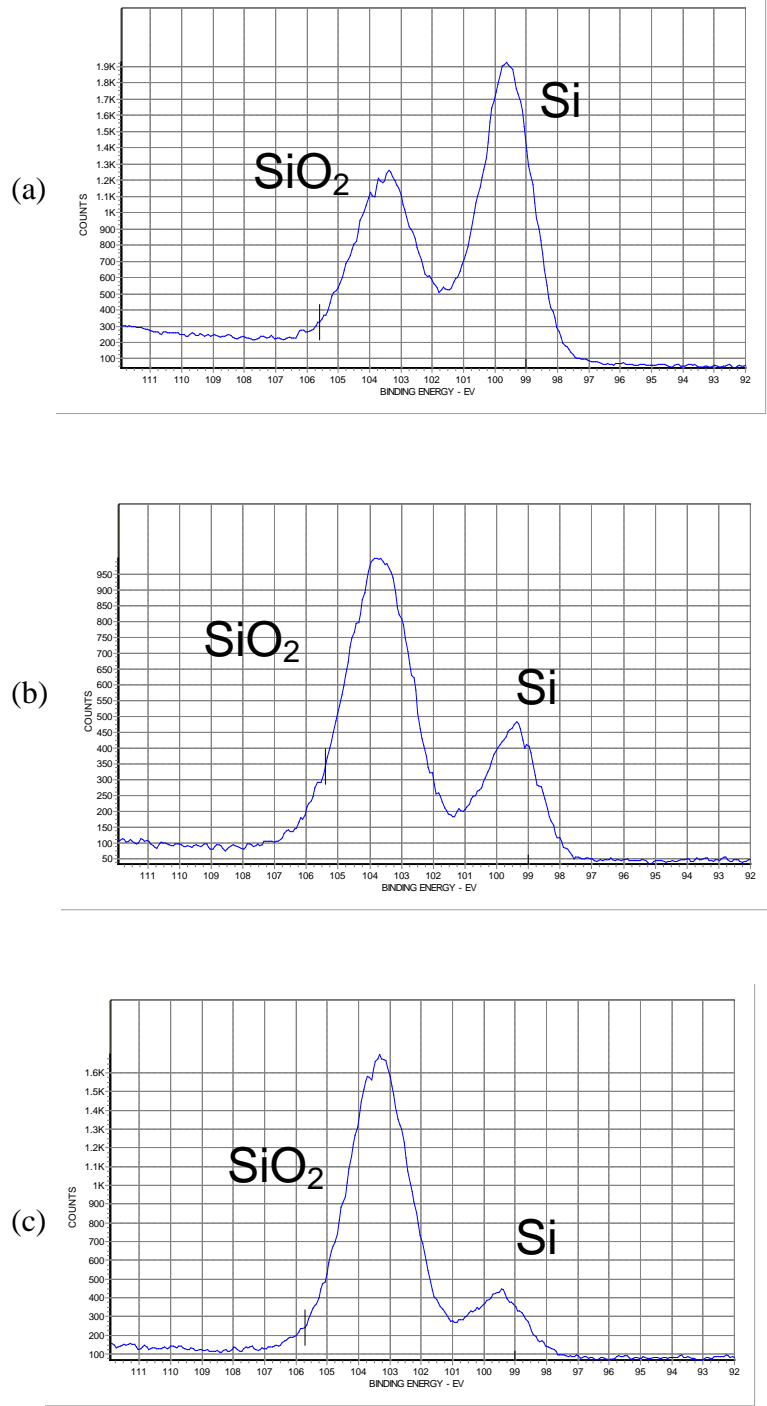 (a)
COUNTS
1.9K
1.8K
1.7K
1.6K
1.5K
1.4K
1.3K
1.2K
1.1K
1K
900
800
700
600
500
400
300
200
100
SiO₂
Si
111 110 109 108 107 106 105 104 103 102 101 100 99 98 97 96 95 94 93 92
BINDING ENERGY - EV
(b)
COUNTS
950
900
850
800
750
700
650
600
550
500
450
400
350
300
250
200
150
100
50
SiO₂
Si
111 110 109 108 107 106 105 104 103 102 101 100 99 98 97 96 95 94 93 92
BINDING ENERGY - EV
(c)
COUNTS
1.6K
1.5K
1.4K
1.3K
1.2K
1.1K
1K
900
800
700
600
500
400
300
200
100
SiO₂
Si
111 110 109 108 107 106 105 104 103 102 101 100 99 98 97 96 95 94 93 92
BINDING ENERGY - EV